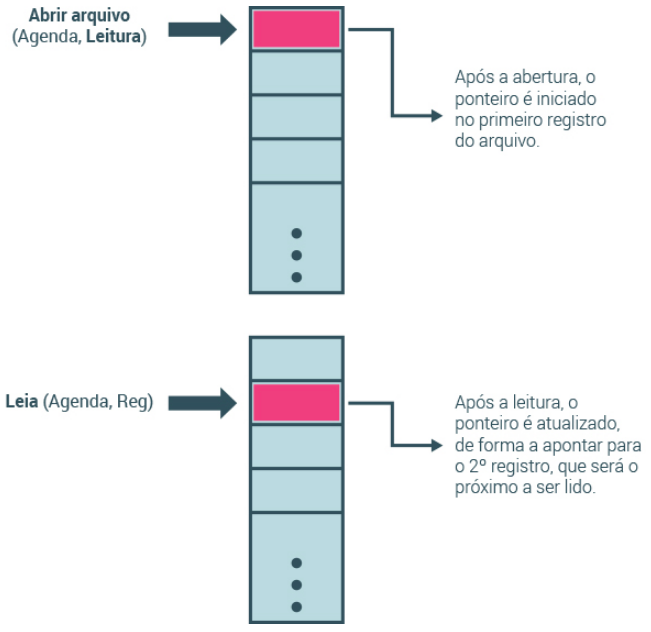 Abrir arquivo
(Agenda, Leitura)
Após a abertura, o
ponteiro é iniciado
no primeiro registro
do arquivo.
Leia (Agenda, Reg)
Após a leitura, o
ponteiro é atualizado,
de forma a apontar para
o 2º registro, que será o
próximo a ser lido.